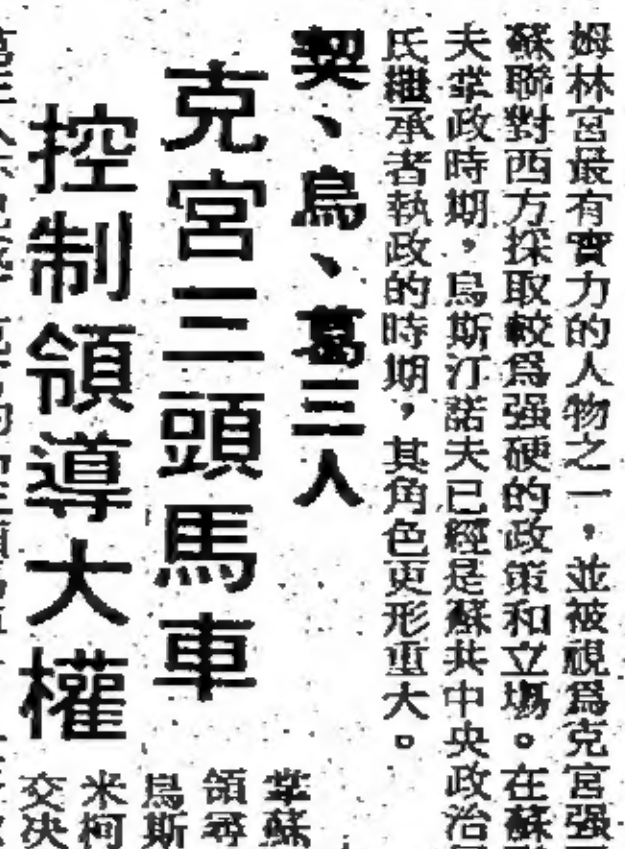 姆林宮最有實力的人物之一，並被視爲克宮强
蘇聯對西方採取較爲强硬的政策和立場。在蘇
夫掌政時期，烏斯汀諾夫已經是蘇共中央政治
氏繼承者執政的時期，其角色更形重大。
契、烏、葛三人
克宮三頭馬車
控制領導大權
掌蘇
領導
烏斯
米柯
交決